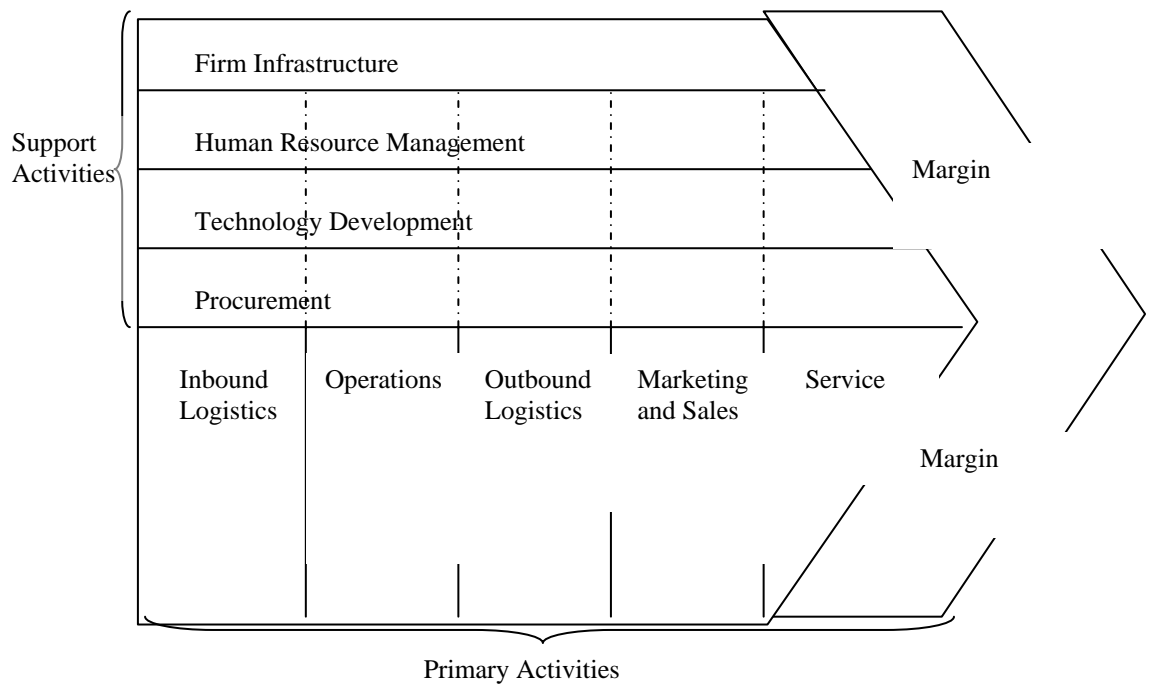 Firm Infrastructure
Support
Activities
Human Resource Management
Margin
Technology Development
Procurement
Inbound
Logistics
Operations
Outbound
Logistics
Marketing
and Sales
Service
Margin
Primary Activities